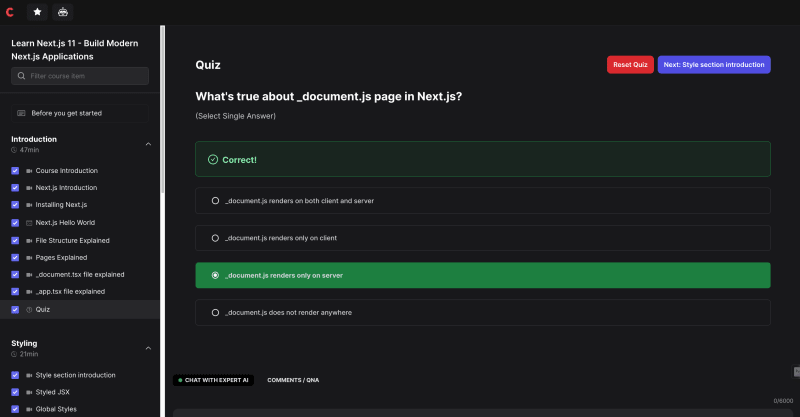 Learn Next.js 11 - Build Modern
Next.js Applications
Filter course item
Before you get started
Introduction
47min
Course Introduction
Next.js Introduction
Installing Next.js
Next.js Hello World
File Structure Explained
Pages Explained
_document.tsx file explained
_app.tsx file explained
Quiz
Styling
21min
Style section introduction
Styled JSX
Global Styles
Quiz
Reset Quiz
Next: Style section introduction
What's true about _document.js page in Next.js?
(Select Single Answer)
Correct!
_document.js renders on both client and server
_document.js renders only on client
_document.js renders only on server
_document.js does not render anywhere
CHAT WITH EXPERT AI
COMMENTS / QNA
0/6000